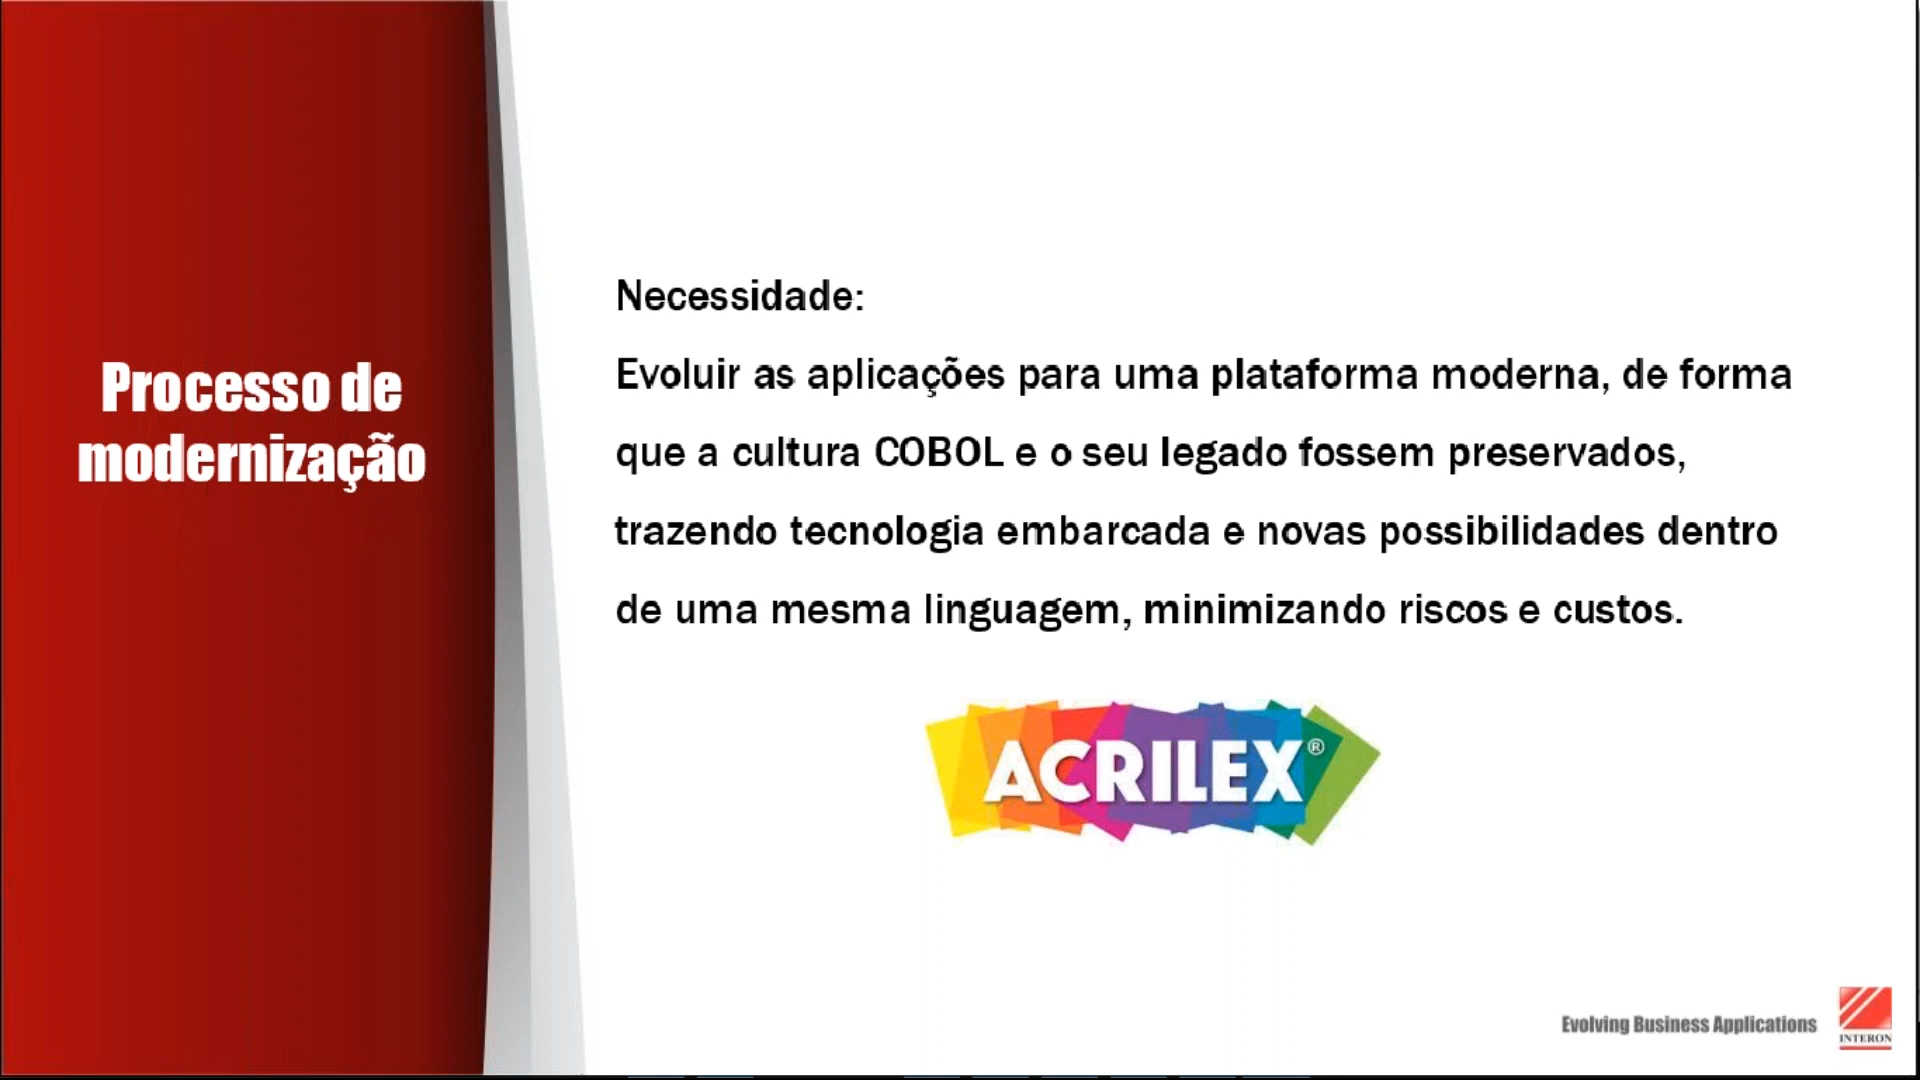 Processo de
modernização
Necessidade:
Evoluir as aplicações para uma plataforma moderna, de forma
que a cultura COBOL e o seu legado fossem preservados,
trazendo tecnologia embarcada e novas possibilidades dentro
de uma mesma linguagem, minimizando riscos e custos.
ACRILEX®
Evolving Business Applications
INTERON